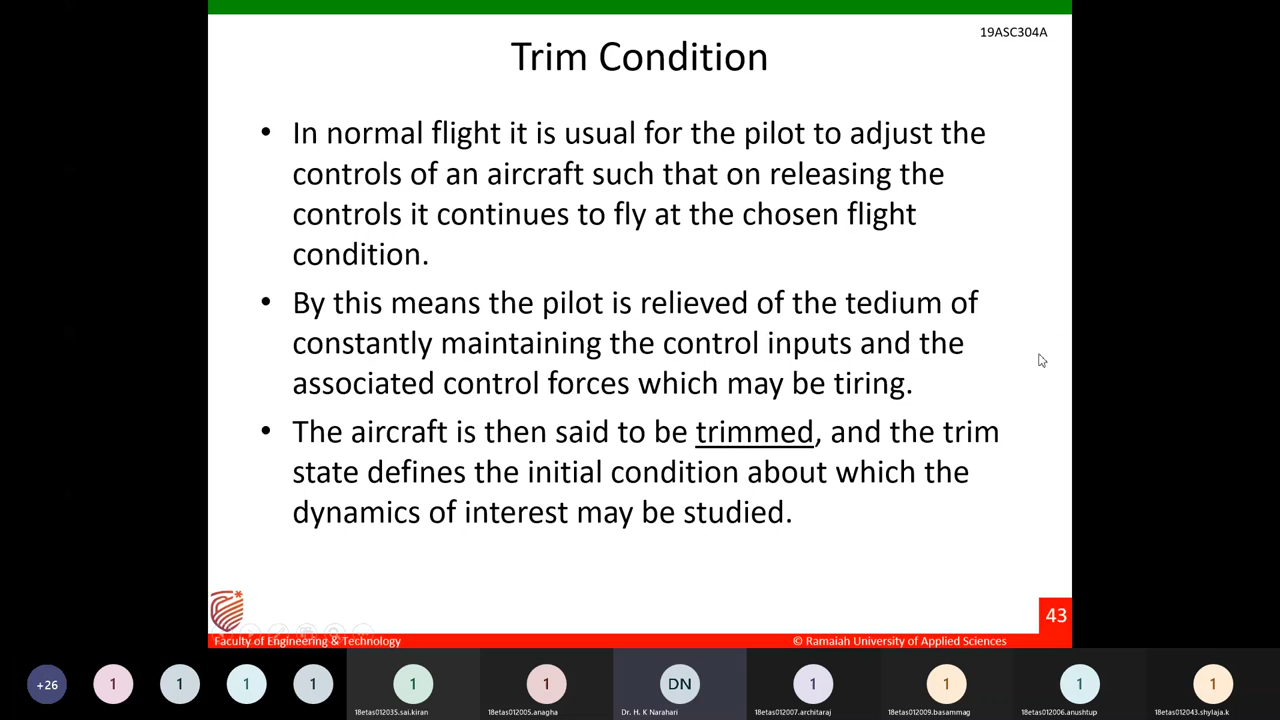 19ASC304A
Trim Condition
• In normal flight it is usual for the pilot to adjust the
controls of an aircraft such that on releasing the
controls it continues to fly at the chosen flight
condition.
• By this means the pilot is relieved of the tedium of
constantly maintaining the control inputs and the
associated control forces which may be tiring.
• The aircraft is then said to be trimmed, and the trim
state defines the initial condition about which the
dynamics of interest may be studied.
43
Faculty of Engineering & Technology
© Ramaiah University of Applied Sciences
+26
1
1
1
1
1
1
DN
1
1
1
1
18etas012035.sai.kiran
18etas012005.anagha
Dr. H. K Narahari
18etas012007.architaraj
18etas012009.basammag
18etas012006.anushtup
18etas012043.shylaja.k